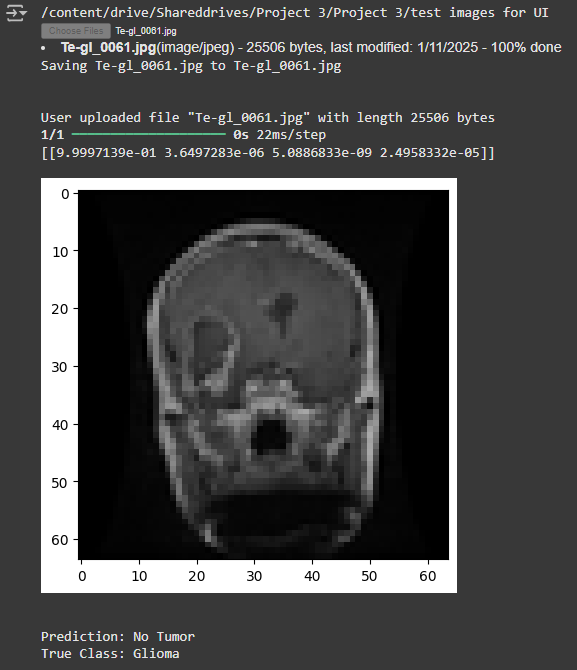 /content/drive/Shareddrives/Project 3/Project 3/test images for UI
Choose Files Te-gl_0061.jpg
• Te-gl_0061.jpg(image/jpeg) - 25506 bytes, last modified: 1/11/2025 - 100% done
Saving Te-gl_0061.jpg to Te-gl_0061.jpg
User uploaded file "Te-gl_0061.jpg" with length 25506 bytes
1/1 ━━━━━━━━━━━━━━━━━━━━ 0s 22ms/step
[[9.9997139e-01 3.6497283e-06 5.0886833e-09 2.4958332e-05]]
0
10
20
30
40
50
60
0 10 20 30 40 50 60
Prediction: No Tumor
True Class: Glioma